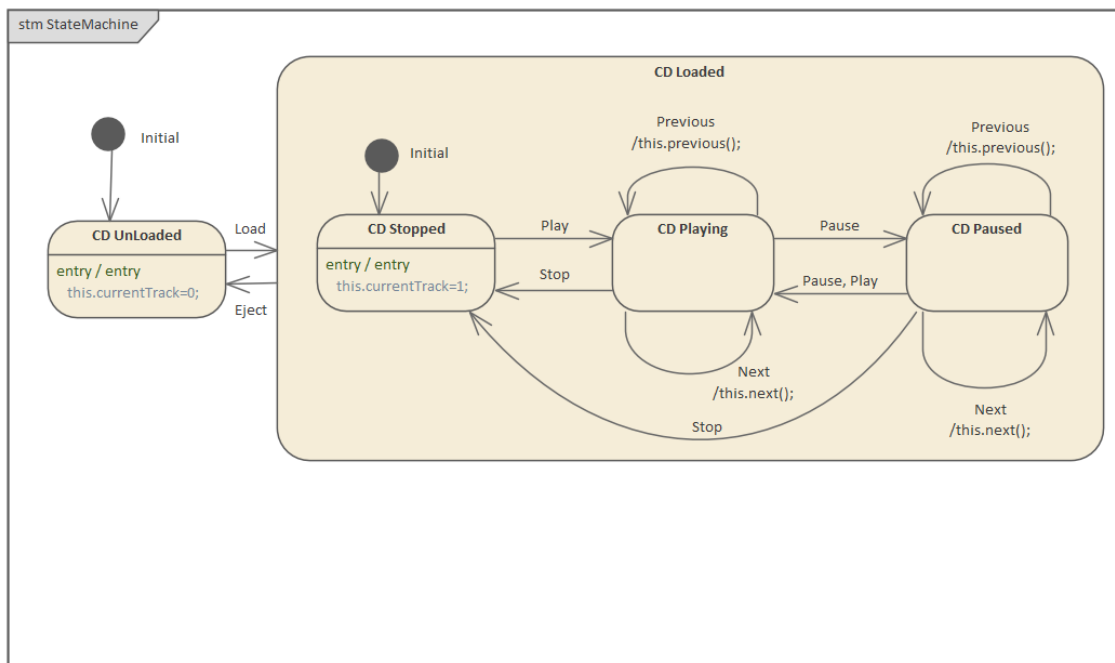 stm StateMachine
CD Loaded
Initial
Initial
Previous
/this.previous();
Previous
/this.previous();
CD UnLoaded
entry / entry
this.currentTrack=0;
Load
Eject
CD Stopped
entry / entry
this.currentTrack=1;
Play
Stop
CD Playing
Pause
Pause, Play
CD Paused
Next
/this.next();
Next
/this.next();
Stop